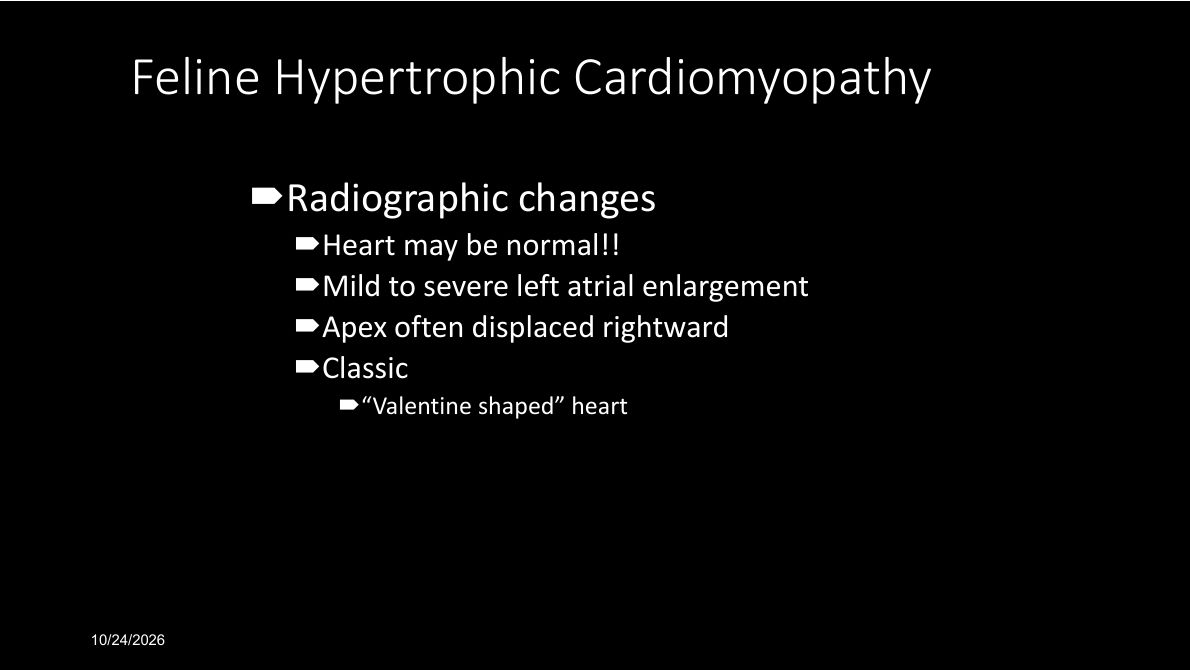 Feline Hypertrophic Cardiomyopathy
Radiographic changes
Heart may be normal!!
Mild to severe left atrial enlargement
Apex often displaced rightward
Classic
“Valentine shaped” heart
10/24/2026